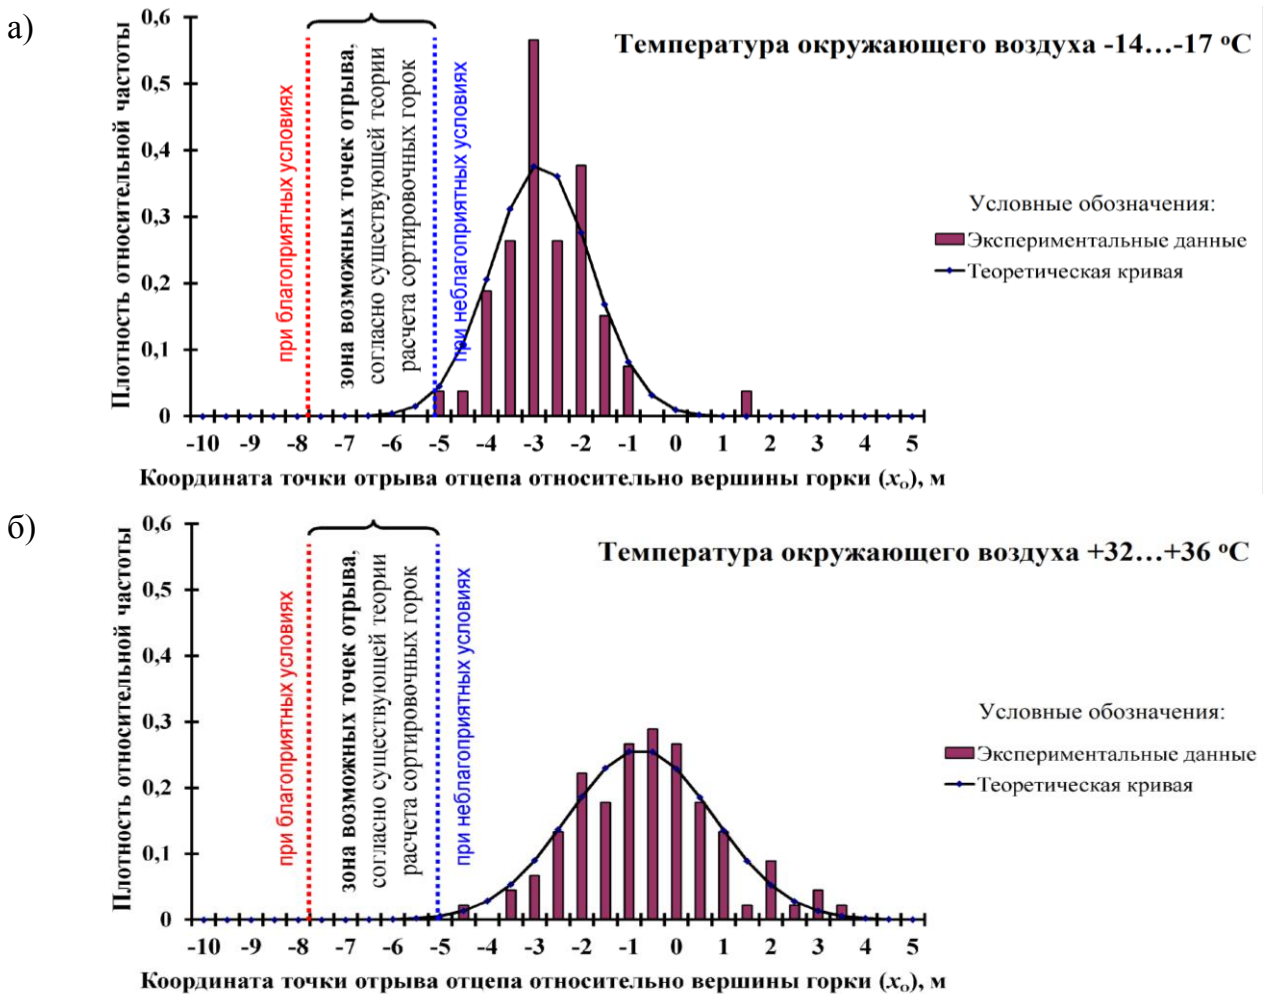 а)
Температура окружающего воздуха -14…-17 °С
Плотность относительной частоты
0,6
0,5
0,4
0,3
0,2
0,1
0
при благоприятных условиях
зона возможных точек отрыва,
согласно существующей теории
расчета сортировочных горок
при неблагоприятных условиях
Условные обозначения:
Экспериментальные данные
Теоретическая кривая
-10 -9 -8 -7 -6 -5 -4 -3 -2 -1 0 1 2 3 4 5
Координата точки отрыва отцепа относительно вершины горки (xо), м
б)
Температура окружающего воздуха +32…+36 °С
Плотность относительной частоты
0,6
0,5
0,4
0,3
0,2
0,1
0
при благоприятных условиях
зона возможных точек отрыва,
согласно существующей теории
расчета сортировочных горок
при неблагоприятных условиях
Условные обозначения:
Экспериментальные данные
Теоретическая кривая
-10 -9 -8 -7 -6 -5 -4 -3 -2 -1 0 1 2 3 4 5
Координата точки отрыва отцепа относительно вершины горки (xо), м